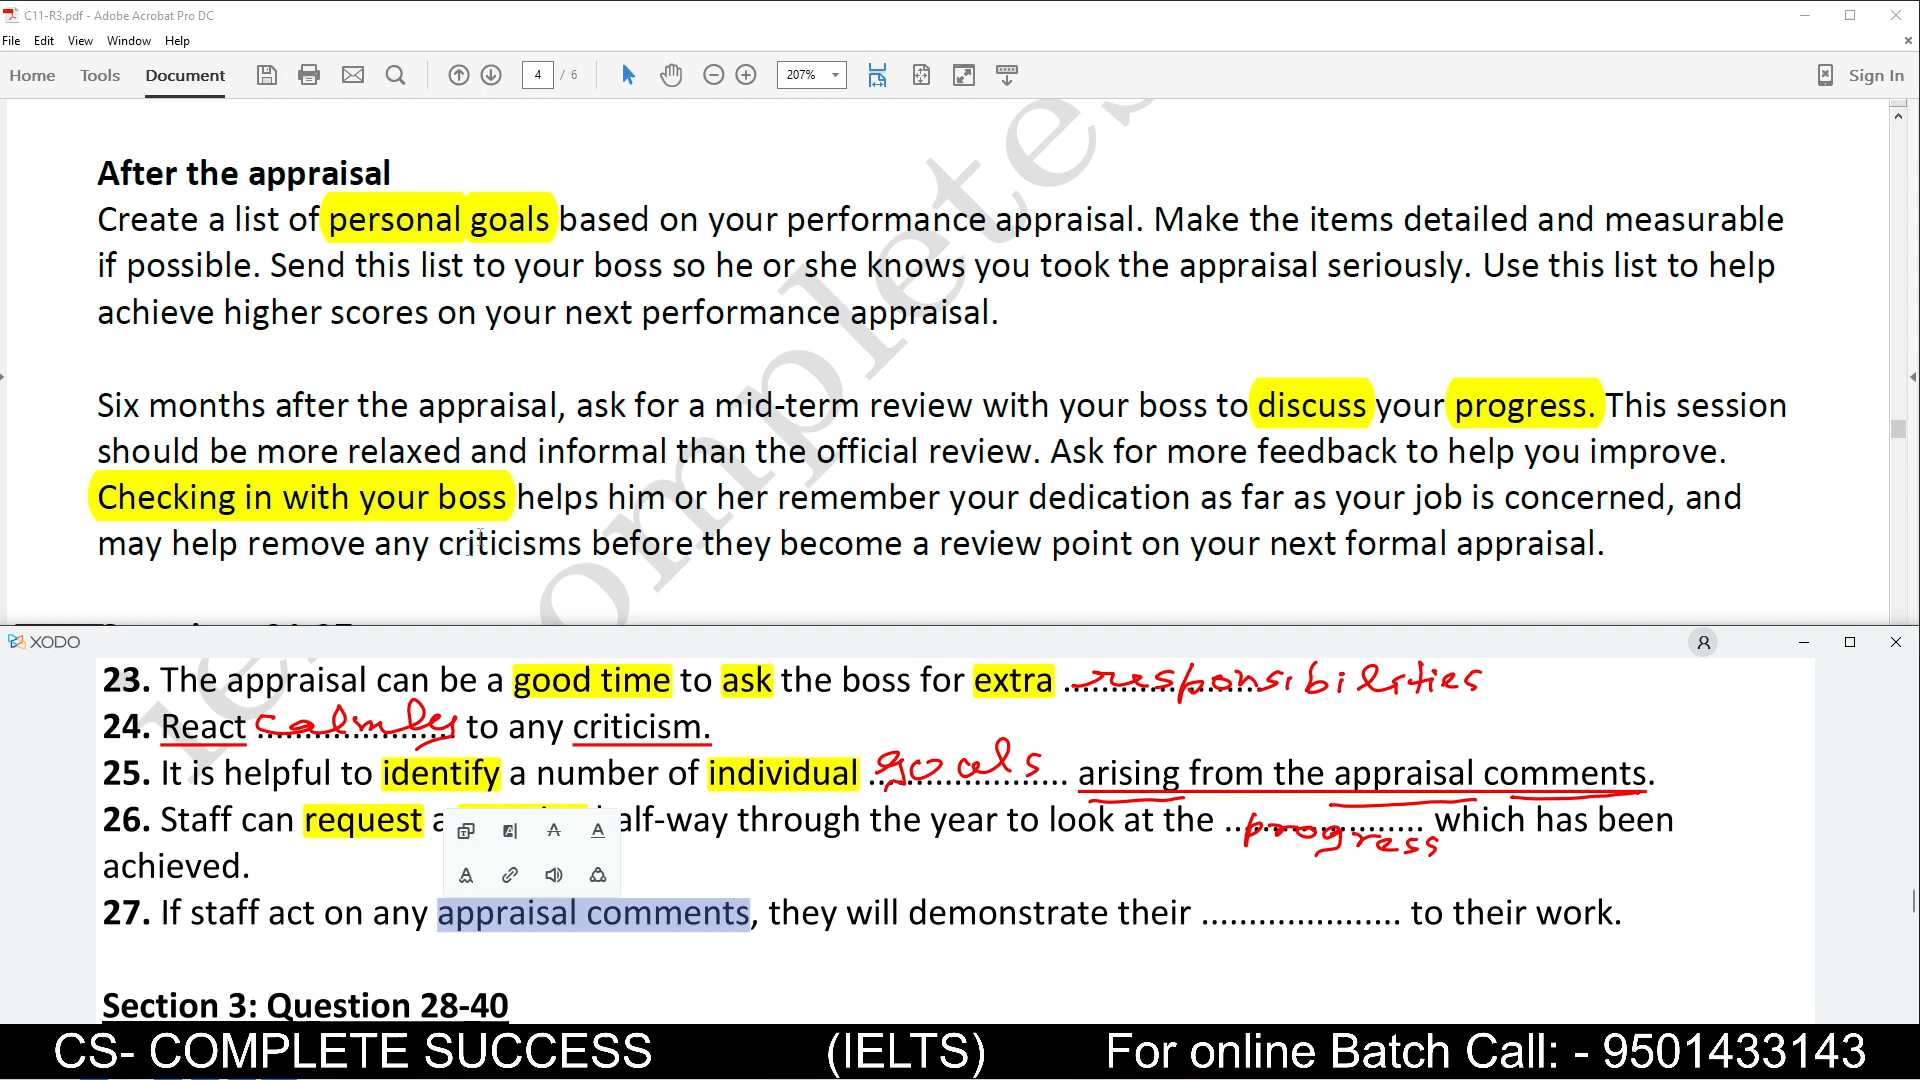 C11-R3.pdf - Adobe Acrobat Pro DC
File Edit View Window Help
Home Tools Document 4 / 6 207% Sign In
After the appraisal
Create a list of personal goals based on your performance appraisal. Make the items detailed and measurable
if possible. Send this list to your boss so he or she knows you took the appraisal seriously. Use this list to help
achieve higher scores on your next performance appraisal.
Six months after the appraisal, ask for a mid-term review with your boss to discuss your progress. This session
should be more relaxed and informal than the official review. Ask for more feedback to help you improve.
Checking in with your boss helps him or her remember your dedication as far as your job is concerned, and
may help remove any criticisms before they become a review point on your next formal appraisal.
XODO
23. The appraisal can be a good time to ask the boss for extra ..................... responsibilities
24. React calmly ..................... to any criticism.
25. It is helpful to identify a number of individual goals ..................... arising from the appraisal comments.
26. Staff can request a alf-way through the year to look at the ..................... progress which has been
achieved.
27. If staff act on any appraisal comments, they will demonstrate their ..................... to their work.
Section 3: Question 28-40
CS- COMPLETE SUCCESS (IELTS) For online Batch Call: - 9501433143